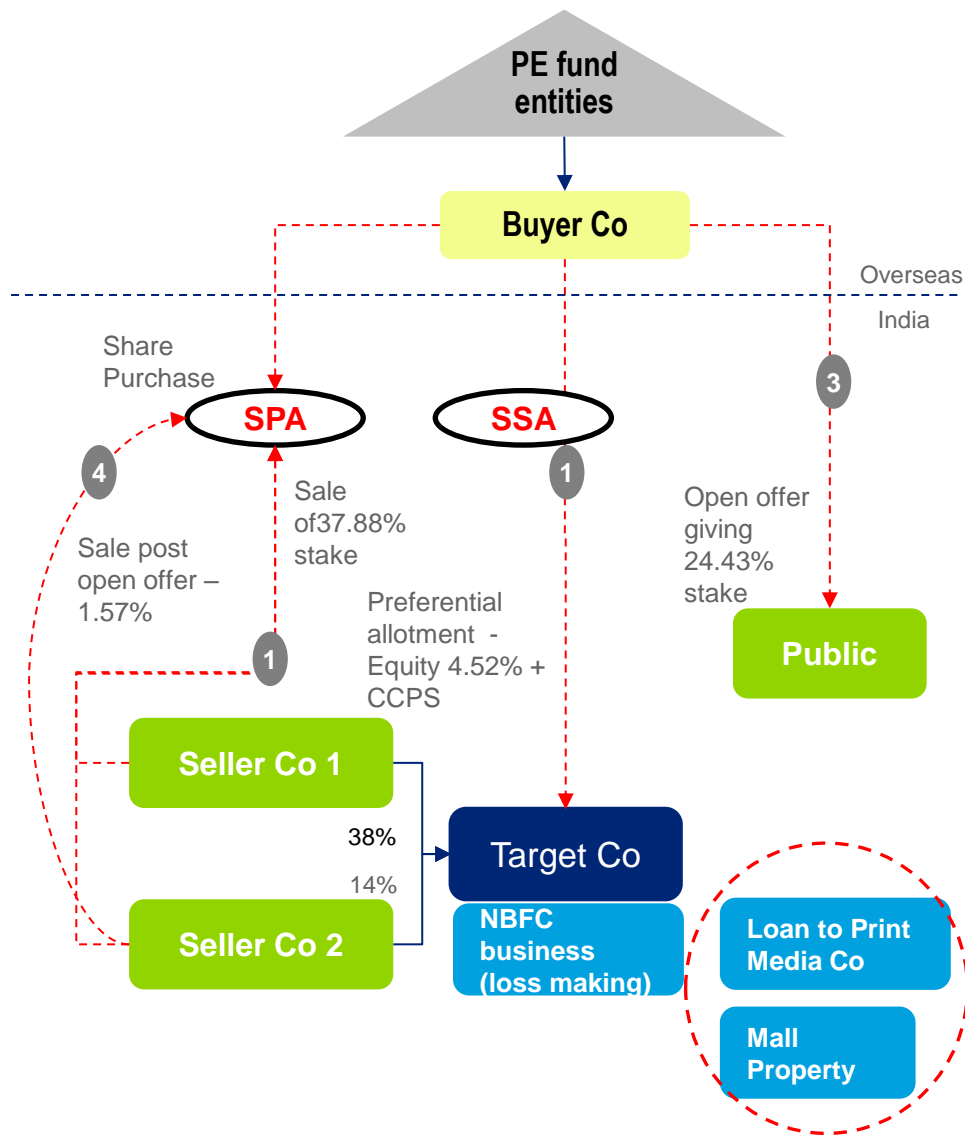 PE fund
entities
Buyer Co
Overseas
India
Share
Purchase
3
SPA
SSA
4
1
Sale
of37.88%
stake
Open offer
giving
24.43%
stake
Sale post
open offer –
1.57%
Preferential
allotment -
Equity 4.52% +
CCPS
1
Public
Seller Co 1
38%
Target Co
14%
Seller Co 2
NBFC
business
(loss making)
Loan to Print
Media Co
Mall
Property